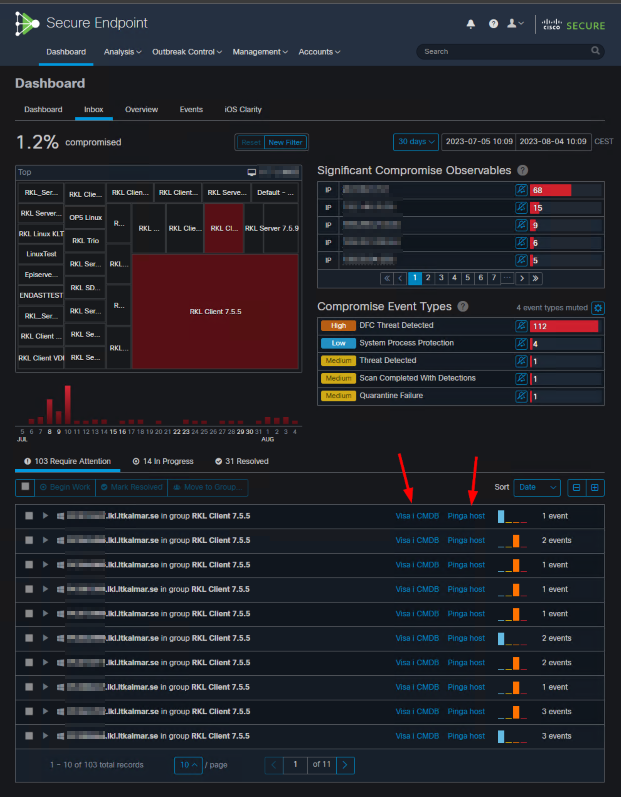 Secure Endpoint
CISCO SECURE
Dashboard Analysis Outbreak Control Management Accounts Search
Dashboard
Dashboard Inbox Overview Events iOS Clarity
1.2% compromised Reset New Filter 30 days 2023-07-05 10:09 2023-08-04 10:09 CEST
Top
RKL_Ser... RKL Clie... RKL Client... RKL Client... RKL Serve... Default - ...
RKL Server... OPS Linux R... RKL ... RKL Clie... RKL Cl... RKL Server 7.5.9
RKL Linux KLT RKL Trio
LinuxTest RKL Ser... RKL...
Episerve... RKL SD...
ENDASTTEST
RKL_Ser... RKL Ser... R... RKL Client 7.5.5
RKL Client ... RKL Se...
RKL Client VDI RKL Se... RKL...
5 6 7 8 9 10 11 12 13 14 15 16 17 18 19 20 21 22 23 24 25 26 27 28 29 30 31 1 2 3 4
JUL AUG
Significant Compromise Observables
IP 68
IP 15
IP 9
IP 6
IP 5
« ‹ 1 2 3 4 5 6 7 ... › »
Compromise Event Types 4 event types muted
High DFC Threat Detected 112
Low System Process Protection 4
Medium Threat Detected 1
Medium Scan Completed With Detections 1
Medium Quarantine Failure 1
103 Require Attention 14 In Progress 31 Resolved
Begin Work Mark Resolved Move to Group... Sort Date
.lkl.ltkalmar.se in group RKL Client 7.5.5 Visa i CMDB Pinga host 1 event
.lkl.ltkalmar.se in group RKL Client 7.5.5 Visa i CMDB Pinga host 2 events
.lkl.ltkalmar.se in group RKL Client 7.5.5 Visa i CMDB Pinga host 1 event
.lkl.ltkalmar.se in group RKL Client 7.5.5 Visa i CMDB Pinga host 1 event
.lkl.ltkalmar.se in group RKL Client 7.5.5 Visa i CMDB Pinga host 1 event
.lkl.ltkalmar.se in group RKL Client 7.5.5 Visa i CMDB Pinga host 2 events
.lkl.ltkalmar.se in group RKL Client 7.5.5 Visa i CMDB Pinga host 2 events
.lkl.ltkalmar.se in group RKL Client 7.5.5 Visa i CMDB Pinga host 1 event
.lkl.ltkalmar.se in group RKL Client 7.5.5 Visa i CMDB Pinga host 3 events
.lkl.ltkalmar.se in group RKL Client 7.5.5 Visa i CMDB Pinga host 3 events
1 - 10 of 103 total records 10 / page 1 of 11